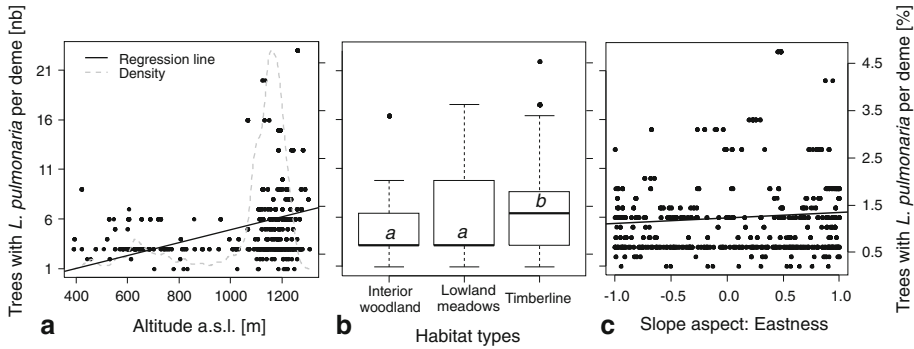 Trees with L. pulmonaria per deme [nb]
21
16
11
6
1
Regression line
Density
400
600
800
1000
1200
a
Altitude a.s.l. [m]
a
a
b
Interior
woodland
Lowland
meadows
Timberline
b
Habitat types
-1.0
-0.5
0.0
0.5
1.0
c
Slope aspect: Eastness
4.5
3.5
2.5
1.5
0.5
Trees with L. pulmonaria per deme [%]